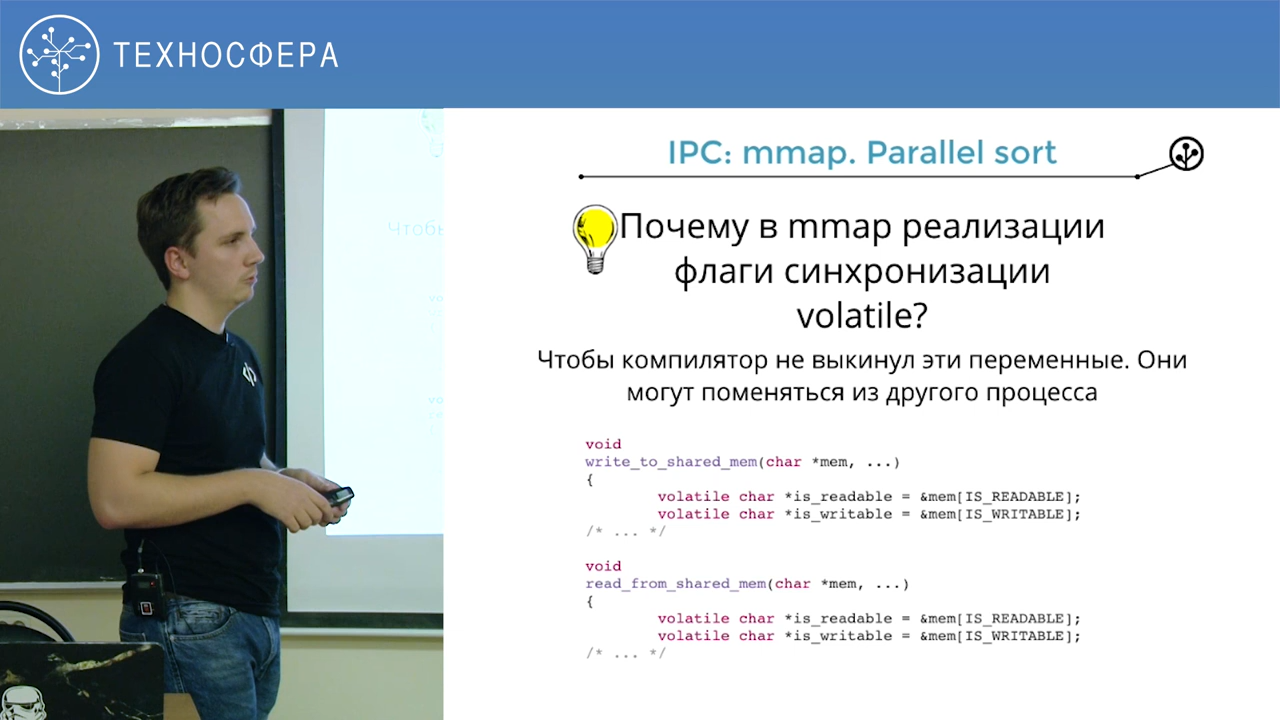 ТЕХНОСФЕРА
IPC: mmap. Parallel sort
Почему в mmap реализации
флаги синхронизации
volatile?
Чтобы компилятор не выкинул эти переменные. Они
могут поменяться из другого процесса
void
write_to_shared_mem(char *mem, ...)
{
volatile char *is_readable = &mem[IS_READABLE];
volatile char *is_writable = &mem[IS_WRITABLE];
/* ... */
void
read_from_shared_mem(char *mem, ...)
{
volatile char *is_readable = &mem[IS_READABLE];
volatile char *is_writable = &mem[IS_WRITABLE];
/* ... */
Чтобы